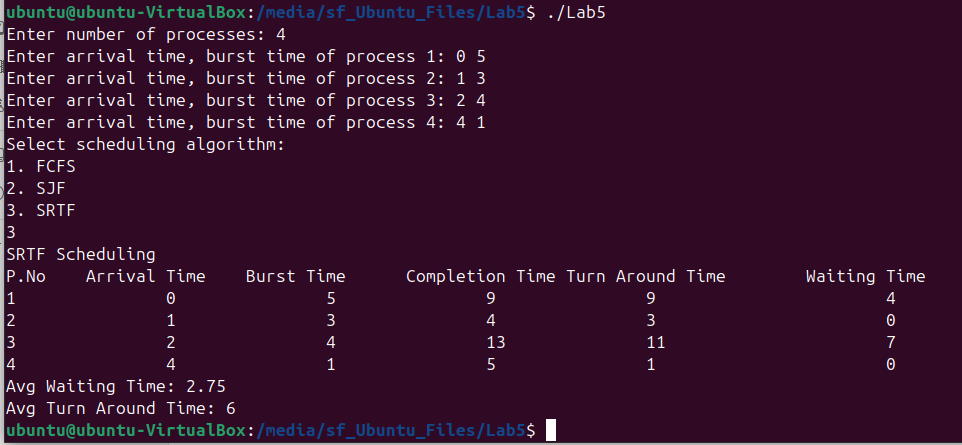 ubuntu@ubuntu-VirtualBox:/media/sf_Ubuntu_Files/Lab5$ ./Lab5
Enter number of processes: 4
Enter arrival time, burst time of process 1: 0 5
Enter arrival time, burst time of process 2: 1 3
Enter arrival time, burst time of process 3: 2 4
Enter arrival time, burst time of process 4: 4 1
Select scheduling algorithm:
1. FCFS
2. SJF
3. SRTF
3
SRTF Scheduling
P.No    Arrival Time    Burst Time      Completion Time Turn Around Time        Waiting Time
1               0               5               9               9                       4
2               1               3               4               3                       0
3               2               4               13              11                      7
4               4               1               5               1                       0
Avg Waiting Time: 2.75
Avg Turn Around Time: 6
ubuntu@ubuntu-VirtualBox:/media/sf_Ubuntu_Files/Lab5$